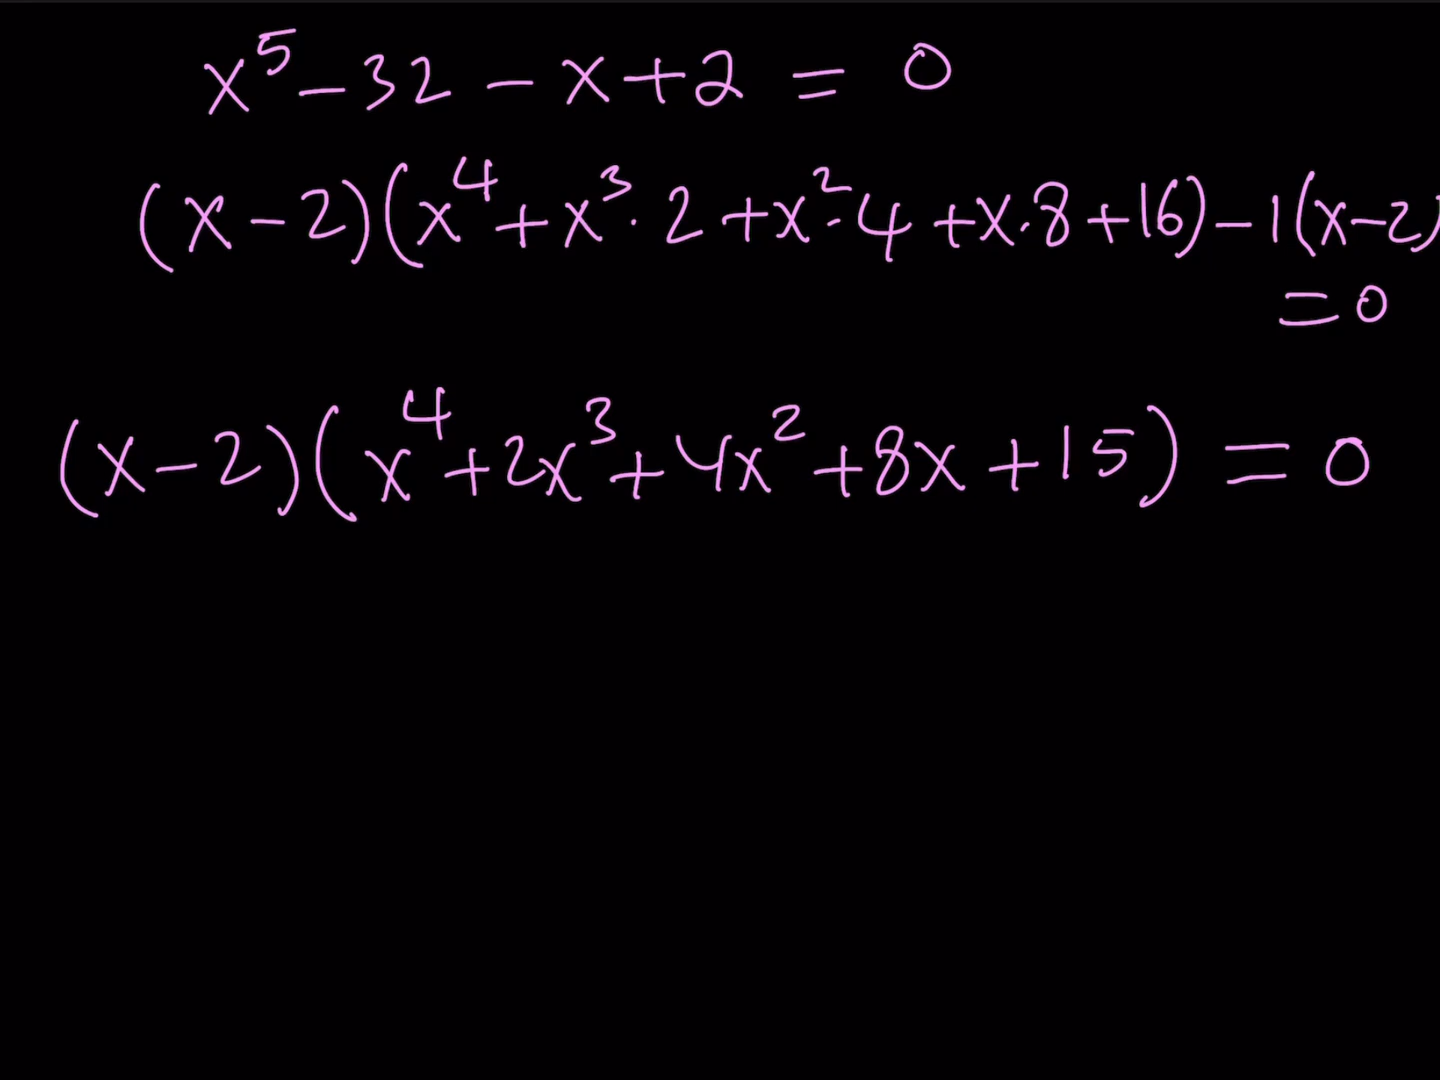 x⁵ - 32 - x + 2 = 0
(x - 2)(x⁴ + x³·2 + x²·4 + x·8 + 16) - 1(x - 2)
= 0
(x - 2)(x⁴ + 2x³ + 4x² + 8x + 15) = 0